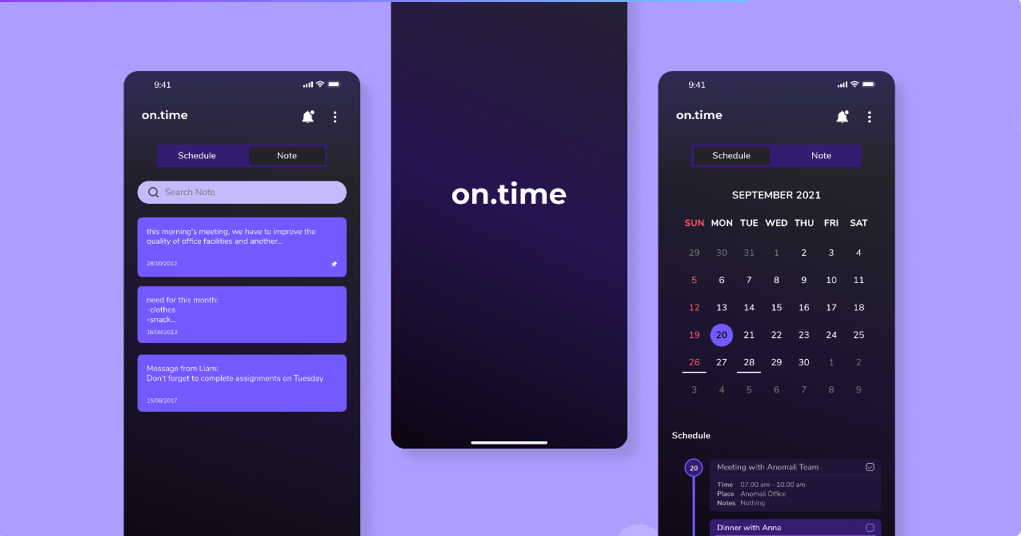 9:41
on.time
Schedule Note
Search Note
this morning's meeting, we have to improve the
quality of office facilities and another...
28/10/2012
need for this month:
-clothes
-snack...
16/08/2013
Message from Liam:
Don't forget to complete assignments on Tuesday
15/08/2017
on.time
9:41
on.time
Schedule Note
SEPTEMBER 2021
SUN MON TUE WED THU FRI SAT
29 30 31 1 2 3 4
5 6 7 8 9 10 11
12 13 14 15 16 17 18
19 20 21 22 23 24 25
26 27 28 29 30 1 2
3 4 5 6 7 8 9
Schedule
20
Meeting with Anomali Team
Time 07.00 am - 10.00 am
Place Anomali Office
Notes Nothing
Dinner with Anna